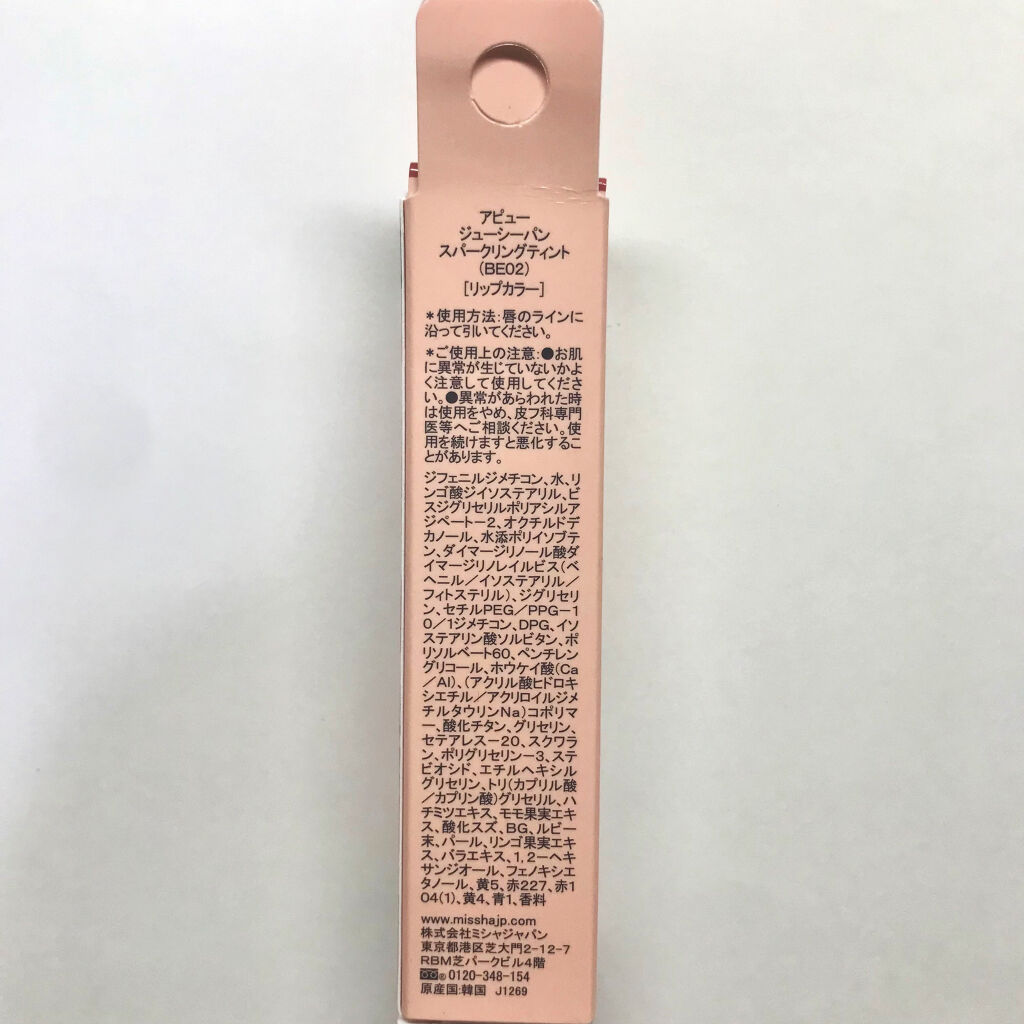 アピュー
ジューシーパン
スパークリングティント
(BE02)
[リップカラー]
＊使用方法:唇のラインに
沿って引いてください。
＊ご使用上の注意:●お肌
に異常が生じていないかよ
く注意して使用してくださ
い。●異常があらわれた時
は使用をやめ、皮フ科専門
医等へご相談ください。使
用を続けますと悪化するこ
とがあります。
ジフェニルジメチコン、水、リ
ンゴ酸ジイソステアリル、ビ
スジグリセリルポリアシルア
ジペート－2、オクチルドデ
カノール、水添ポリイソブテ
ン、ダイマージリノール酸ダ
イマージリノレイルビス(ベ
ヘニル／イソステアリル／
フィトステリル)、ジグリセリ
ン、セチルPEG／PPG－1
0／1ジメチコン、DPG、イソ
ステアリン酸ソルビタン、ポ
リソルベート60、ペンチレン
グリコール、ホウケイ酸(Ca
／Al)、(アクリル酸ヒドロキ
シエチル／アクリロイルジメ
チルタウリンNa)コポリマ
ー、酸化チタン、グリセリン、
セテアレス－20、スクワラ
ン、ポリグリセリン－3、ステ
ビオシド、エチルヘキシル
グリセリン、トリ(カプリル酸
／カプリン酸)グリセリル、ハ
チミツエキス、モモ果実エキ
ス、酸化スズ、BG、ルビー
末、パール、リンゴ果実エキ
ス、バラエキス、1,2－ヘキ
サンジオール、フェノキシエ
タノール、黄5、赤227、赤1
04(1)、黄4、青1、香料
www.misshajp.com
株式会社ミシャジャパン
東京都港区芝大門2-12-7
RBM芝パークビル4階
®0120-348-154
原産国:韓国 J1269